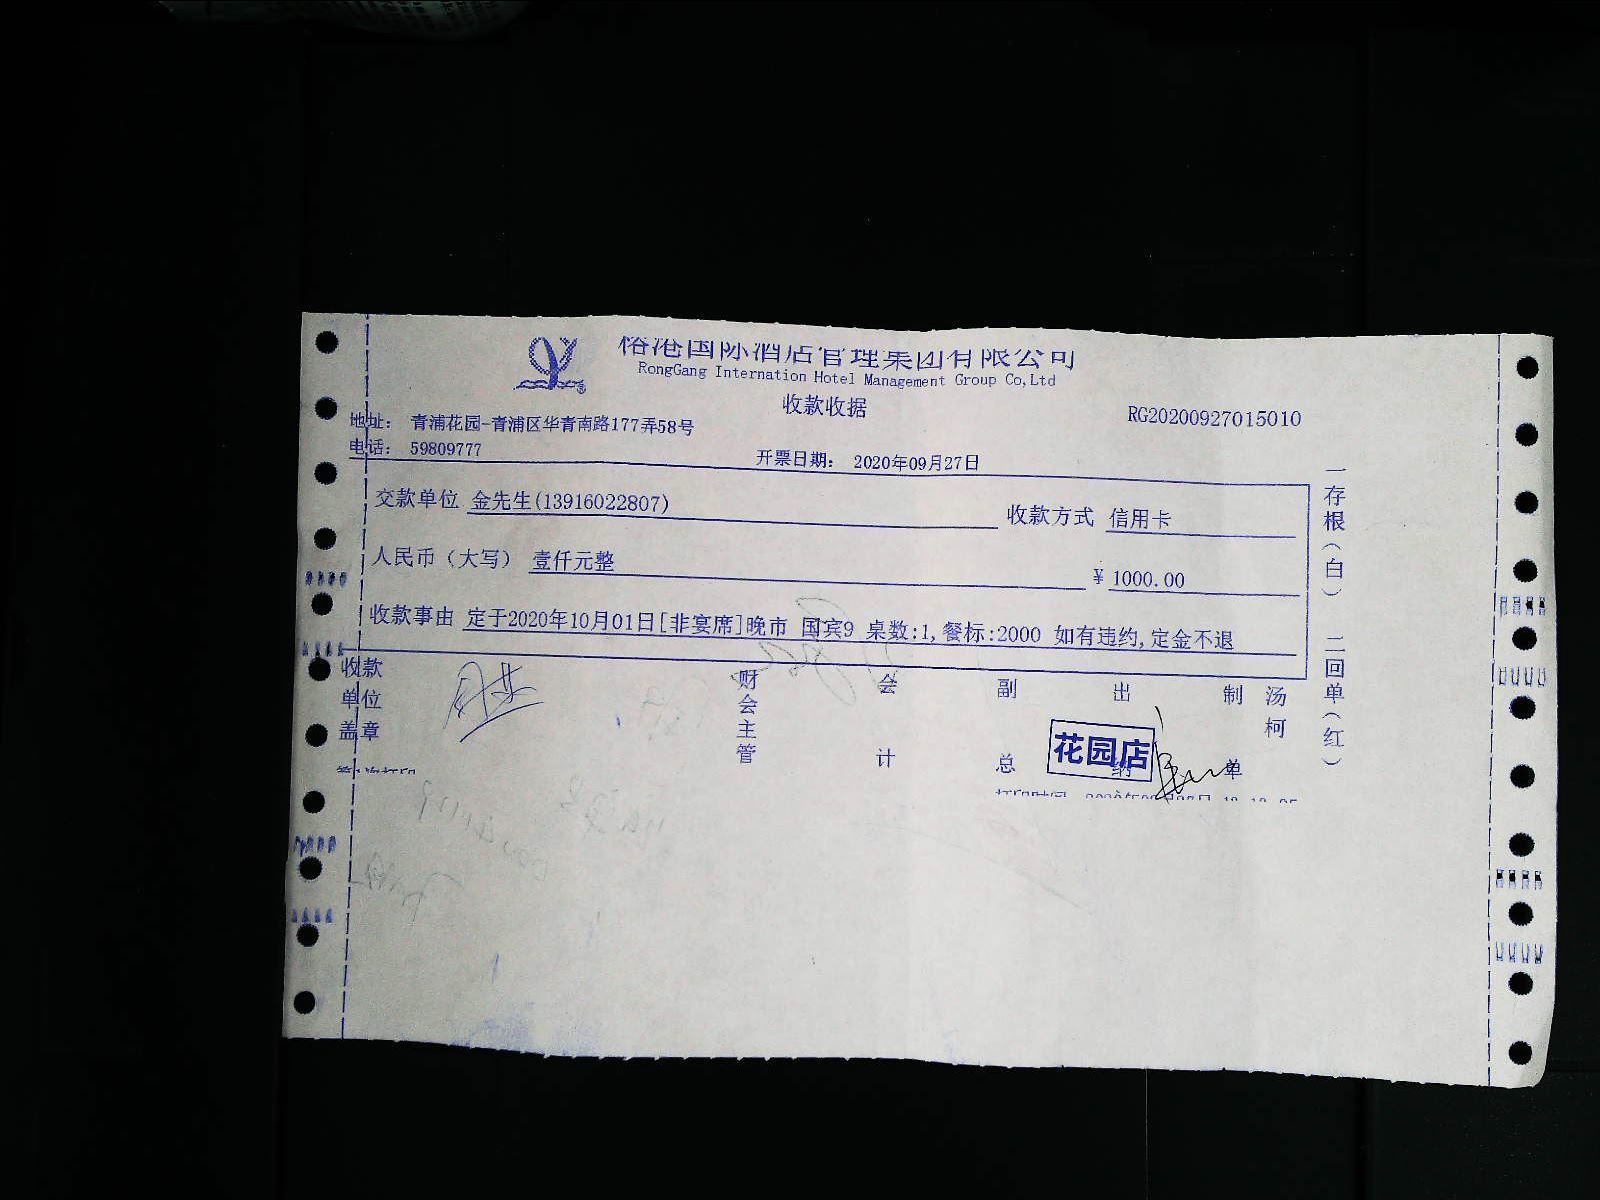 榕港国际酒店管理集团有限公司
RongGang Internation Hotel Management Group Co,Ltd
收款收据
RG20200927015010
地址: 青浦花园-青浦区华青南路177弄58号
电话: 59809777
开票日期: 2020年09月27日
交款单位 金先生(13916022807) 收款方式 信用卡
人民币（大写） 壹仟元整 ¥ 1000.00
收款事由 定于2020年10月01日[非宴席]晚市 国宾9 桌数:1,餐标:2000 如有违约,定金不退
一存根（白） 二回单（红）
收款单位盖章
财会主管
会计
副总
出纳
制单
汤柯
花园店